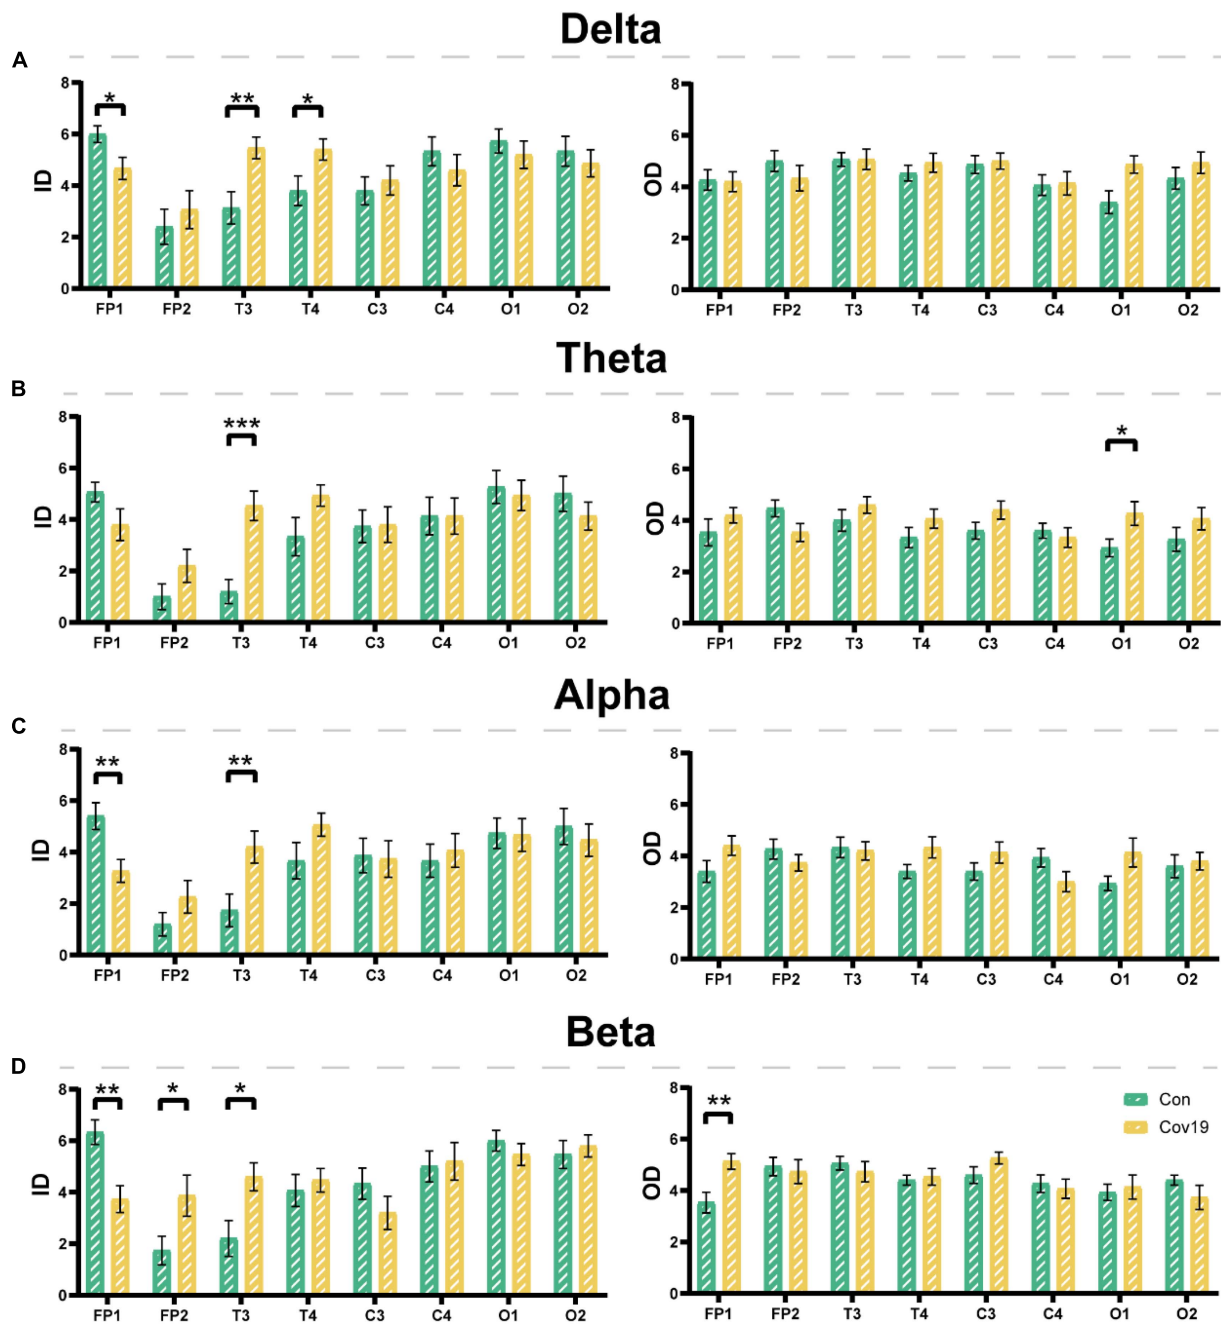 Delta
A
8
6
4
2
0
ID
* ** *
FP1 FP2 T3 T4 C3 C4 O1 O2
8
6
4
2
0
OD
FP1 FP2 T3 T4 C3 C4 O1 O2
Theta
B
8
6
4
2
0
ID
***
FP1 FP2 T3 T4 C3 C4 O1 O2
8
6
4
2
0
OD
*
FP1 FP2 T3 T4 C3 C4 O1 O2
Alpha
C
8
6
4
2
0
ID
** **
FP1 FP2 T3 T4 C3 C4 O1 O2
8
6
4
2
0
OD
FP1 FP2 T3 T4 C3 C4 O1 O2
Beta
D
8
6
4
2
0
ID
** * *
FP1 FP2 T3 T4 C3 C4 O1 O2
8
6
4
2
0
OD
**
Con
Cov19
FP1 FP2 T3 T4 C3 C4 O1 O2